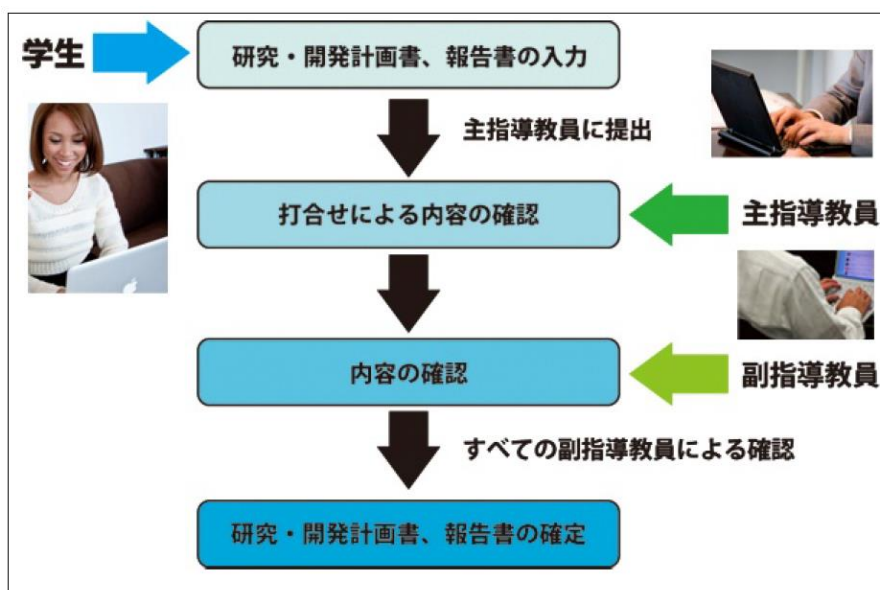 学生
研究・開発計画書、報告書の入力
主指導教員に提出
打合せによる内容の確認
主指導教員
内容の確認
副指導教員
すべての副指導教員による確認
研究・開発計画書、報告書の確定